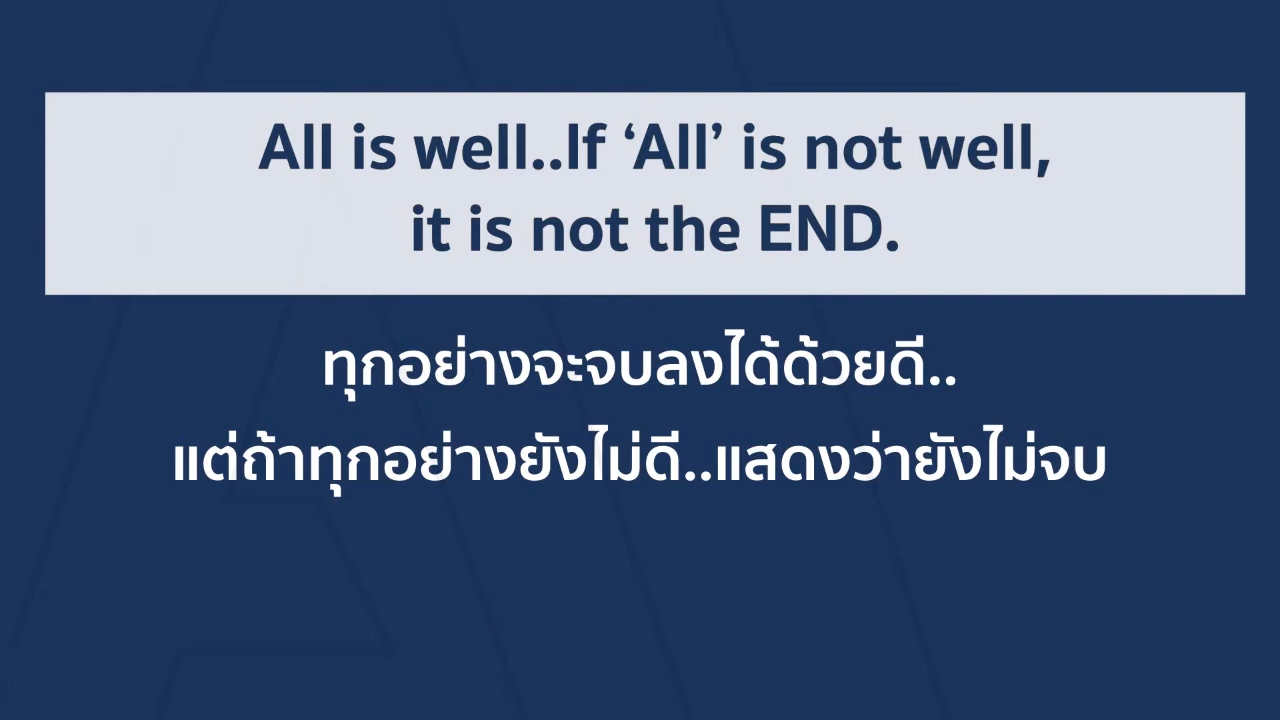 All is well..If ‘All’ is not well,
it is not the END.
ทุกอย่างจะจบลงได้ด้วยดี..
แต่ถ้าทุกอย่างยังไม่ดี..แสดงว่ายังไม่จบ